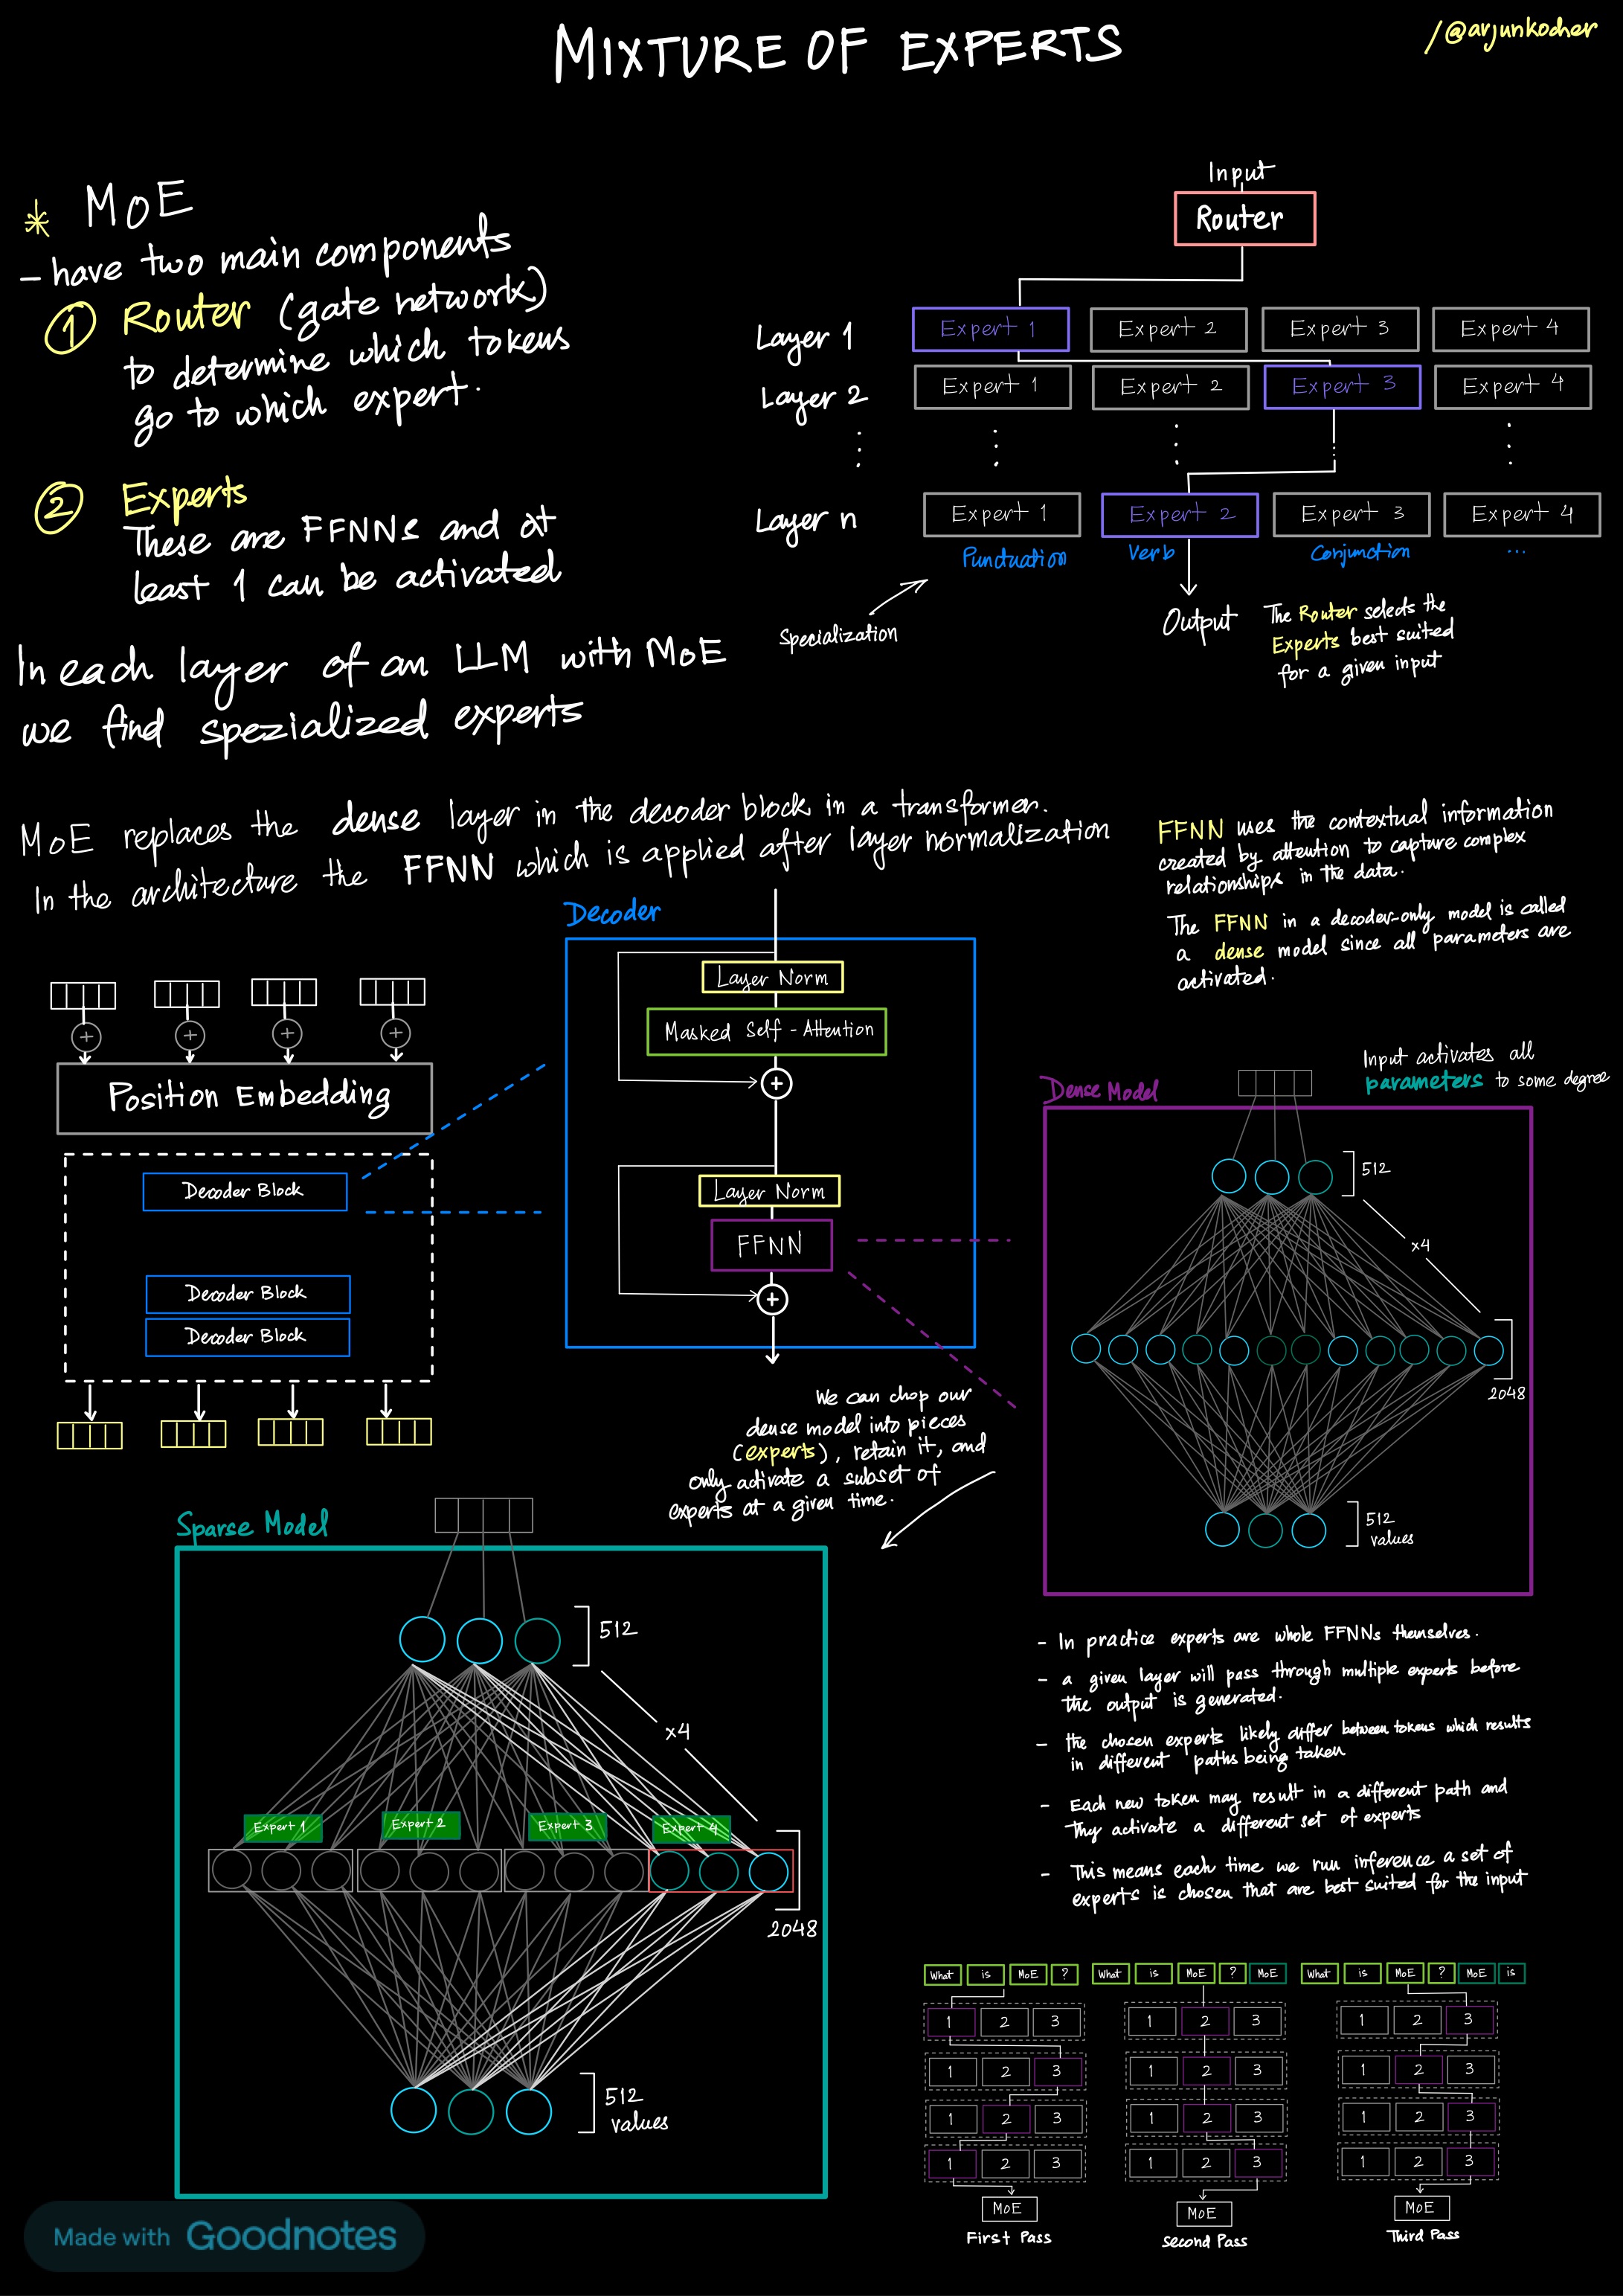 MIXTURE OF EXPERTS
/@arjunkocher
* MoE
- have two main components
① Router (gate network)
to determine which tokens
go to which expert.
② Experts
These are FFNNs and at
least 1 can be activated
In each layer of an LLM with MoE
we find spezialized experts
Input
Router
Layer 1 Expert 1 Expert 2 Expert 3 Expert 4
Layer 2 Expert 1 Expert 2 Expert 3 Expert 4
Layer n Expert 1 Expert 2 Expert 3 Expert 4
Punctuation Verb Conjunction ...
Specialization
Output
The Router selects the
Experts best suited
for a given input
MoE replaces the dense layer in the decoder block in a transformer.
In the architecture the FFNN which is applied after layer normalization
FFNN uses the contextual information
created by attention to capture complex
relationships in the data.
The FFNN in a decoder-only model is called
a dense model since all parameters are
activated.
+ + + +
Position Embedding
Decoder Block
Decoder Block
Decoder Block
Decoder
Layer Norm
Masked Self-Attention
+
Layer Norm
FFNN
+
Dense Model
Input activates all
parameters to some degree
512
x4
2048
512
values
We can chop our
dense model into pieces
(experts), retain it, and
only activate a subset of
experts at a given time.
Sparse Model
512
x4
Expert 1 Expert 2 Expert 3 Expert 4
2048
512
values
- In practice experts are whole FFNNs themselves.
- a given layer will pass through multiple experts before
the output is generated.
- the chosen experts likely differ between tokens which results
in different paths being taken
- Each new token may result in a different path and
thy activate a different set of experts
- This means each time we run inference a set of
experts is chosen that are best suited for the input
What is MoE ?
1 2 3
1 2 3
1 2 3
1 2 3
MoE
First Pass
What is MoE ? MoE
1 2 3
1 2 3
1 2 3
1 2 3
MoE
Second Pass
What is MoE ? MoE is
1 2 3
1 2 3
1 2 3
1 2 3
MoE
Third Pass
Made with Goodnotes